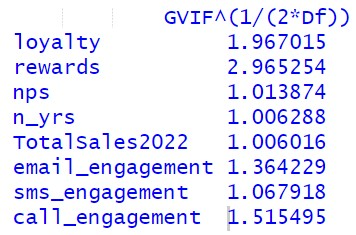 GVIF^(1/(2*Df))
loyalty 1.967015
rewards 2.965254
nps 1.013874
n_yrs 1.006288
TotalSales2022 1.006016
email_engagement 1.364229
sms_engagement 1.067918
call_engagement 1.515495